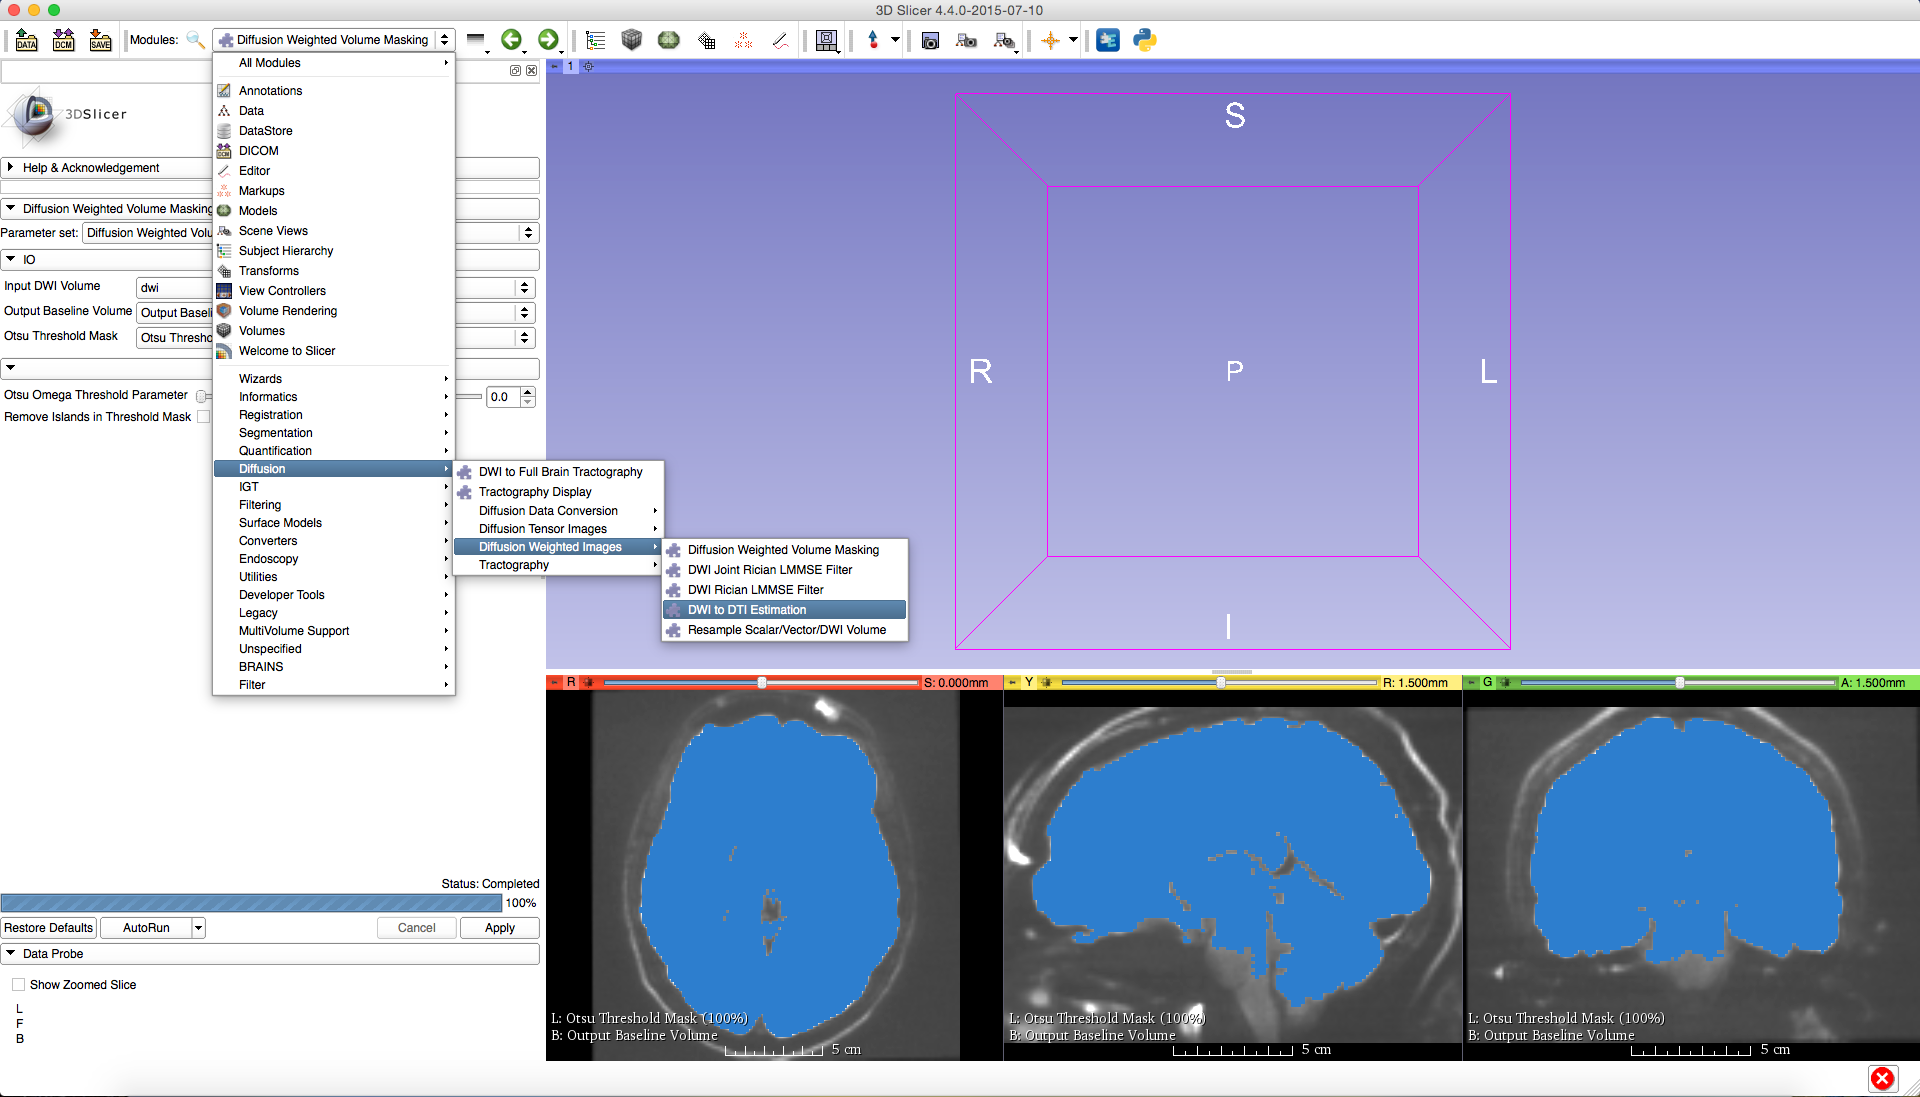 3D Slicer 4.4.0-2015-07-10
DATA
DCM
SAVE
Modules:
Diffusion Weighted Volume Masking
All Modules
Annotations
Data
DataStore
DICOM
Editor
Markups
Models
Scene Views
Subject Hierarchy
Transforms
View Controllers
Volume Rendering
Volumes
Welcome to Slicer
Wizards
Informatics
Registration
Segmentation
Quantification
Diffusion
IGT
Filtering
Surface Models
Converters
Endoscopy
Utilities
Developer Tools
Legacy
MultiVolume Support
Unspecified
BRAINS
Filter
DWI to Full Brain Tractography
Tractography Display
Diffusion Data Conversion
Diffusion Tensor Images
Diffusion Weighted Images
Tractography
Diffusion Weighted Volume Masking
DWI Joint Rician LMMSE Filter
DWI Rician LMMSE Filter
DWI to DTI Estimation
Resample Scalar/Vector/DWI Volume
3DSlicer
Help & Acknowledgement
Diffusion Weighted Volume Masking
Parameter set: Diffusion Weighted Volu
IO
Input DWI Volume dwi
Output Baseline Volume Output Baseli
Otsu Threshold Mask Otsu Thresho
Otsu Omega Threshold Parameter 0.0
Remove Islands in Threshold Mask
Status: Completed
100%
Restore Defaults AutoRun Cancel Apply
Data Probe
Show Zoomed Slice
L
F
B
1
S
R P L
I
R S: 0.000mm
Y R: 1.500mm
G A: 1.500mm
L: Otsu Threshold Mask (100%)
B: Output Baseline Volume
5 cm
L: Otsu Threshold Mask (100%)
B: Output Baseline Volume
5 cm
L: Otsu Threshold Mask (100%)
B: Output Baseline Volume
5 cm